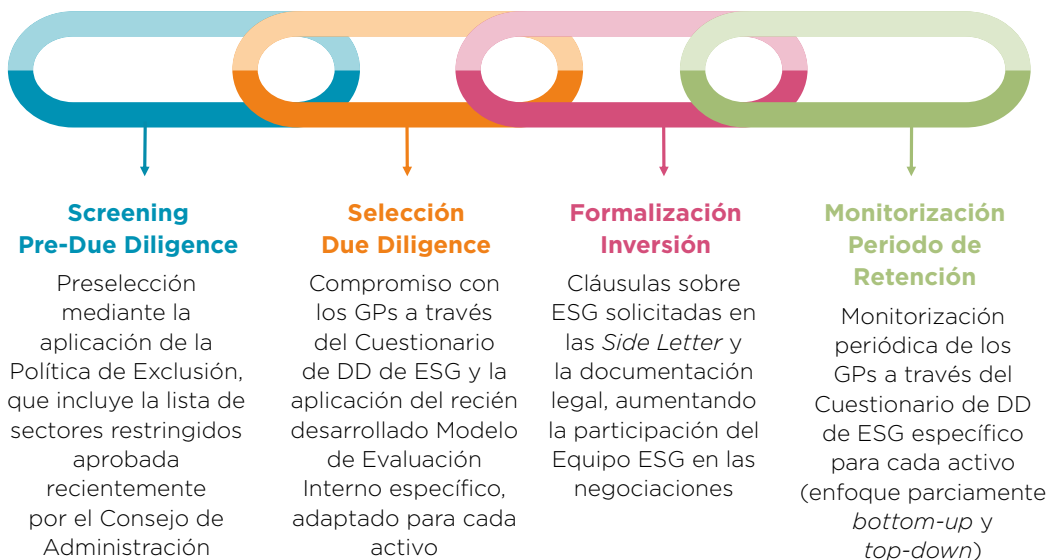 Screening
Pre-Due Diligence
Preselección
mediante la
aplicación de la
Política de Exclusión,
que incluye la lista de
sectores restringidos
aprobada
recientemente
por el Consejo de
Administración
Selección
Due Diligence
Compromiso con
los GPs a través
del Cuestionario
de DD de ESG y la
aplicación del recién
desarrollado Modelo
de Evaluación
Interno específico,
adaptado para cada
activo
Formalización
Inversión
Cláusulas sobre
ESG solicitadas en
las Side Letter y
la documentación
legal, aumentando
la participación del
Equipo ESG en las
negociaciones
Monitorización
Periodo de
Retención
Monitorización
periódica de los
GPs a través del
Cuestionario de DD
de ESG específico
para cada activo
(enfoque parciamente
bottom-up y
top-down)